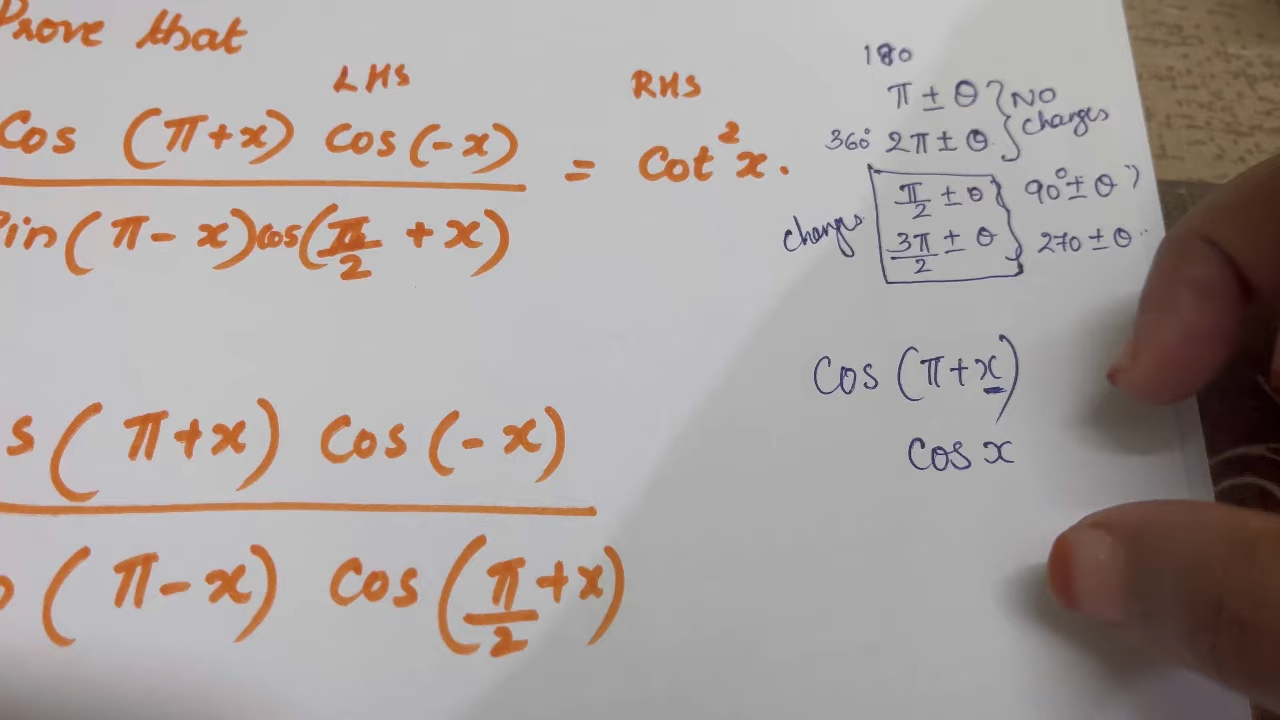 Prove that
LHS RHS
Cos (π+x) cos(-x) = Cot²x.
Sin(π-x)cos(π/2 +x)
180
π ± θ } NO changes
360° 2π ± θ
changes π/2 ± θ } 90° ± θ
3π/2 ± θ 270 ± θ
Cos (π+x)
Cos x
s (π+x) Cos (-x)
(π-x) Cos (π/2 +x)